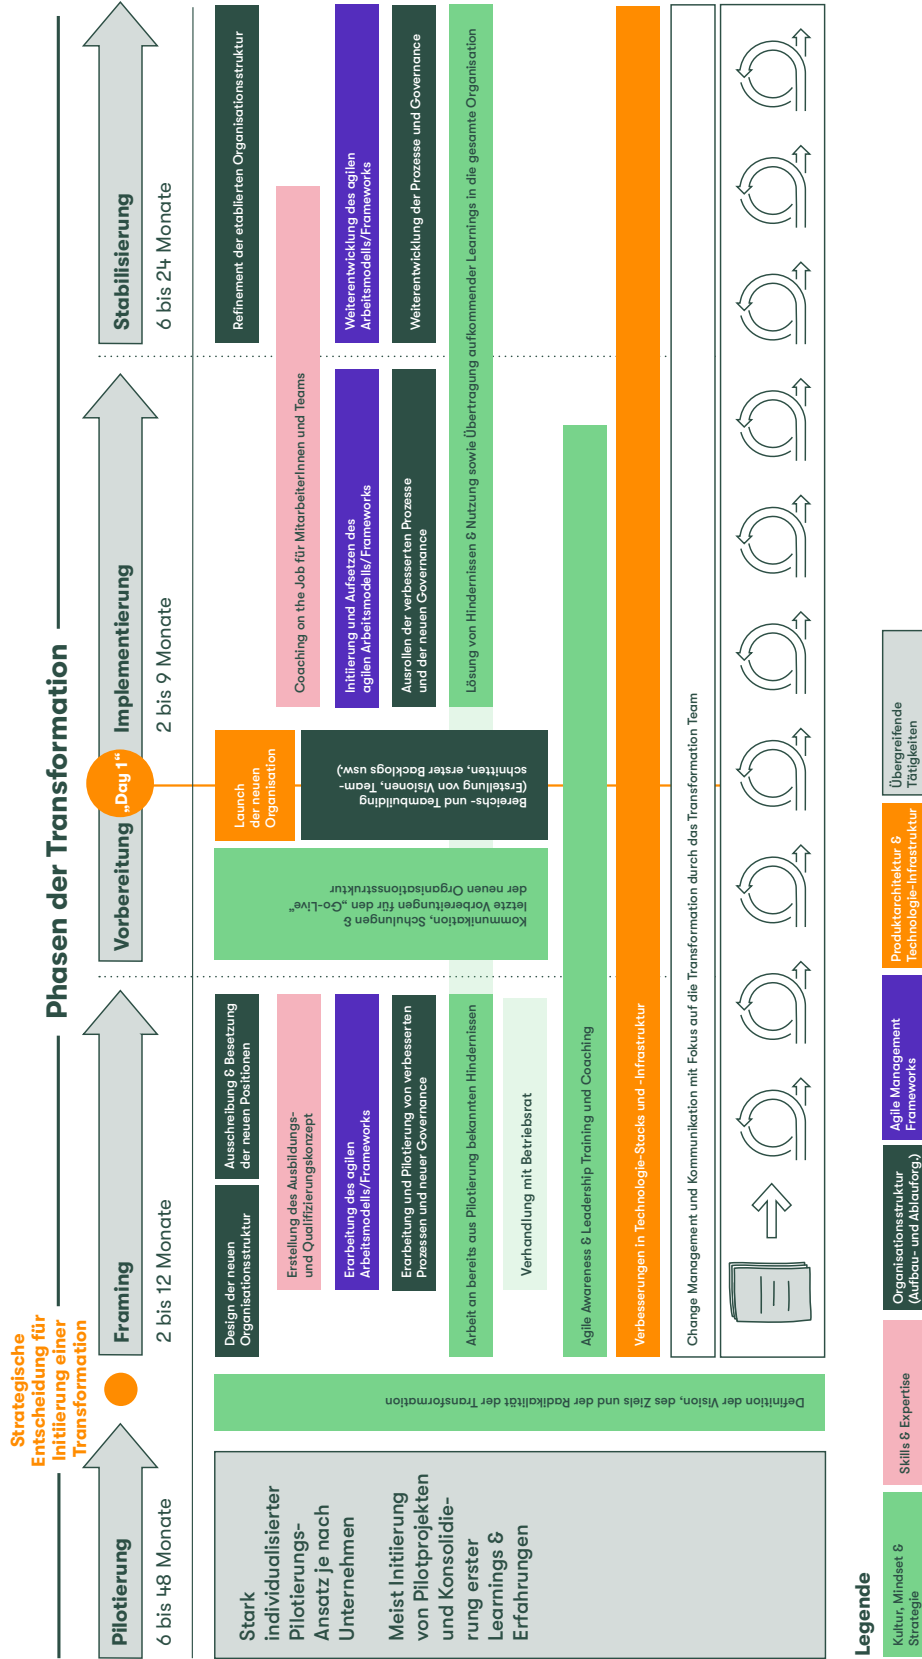 Phasen der Transformation
Strategische
Entscheidung für
Initiierung einer
Transformation
Pilotierung
Framing
Vorbereitung
„Day 1“
Implementierung
Stabilisierung
6 bis 48 Monate
2 bis 12 Monate
2 bis 9 Monate
6 bis 24 Monate
Stark
individualisierter
Pilotierungs-
Ansatz je nach
Unternehmen
Meist Initiierung
von Pilotprojekten
und Konsolidie-
rung erster
Learnings &
Erfahrungen
Definition der Vision, des Ziels und der Radikalität der Transformation
Design der neuen
Organisationsstruktur
Ausschreibung & Besetzung
der neuen Positionen
Erstellung des Ausbildungs-
und Qualifizierungskonzept
Erarbeitung des agilen
Arbeitsmodells/Frameworks
Erarbeitung und Pilotierung von verbesserten
Prozessen und neuer Governance
Arbeit an bereits aus Pilotierung bekannten Hindernissen
Verhandlung mit Betriebsrat
Kommunikation, Schulungen &
letzte Vorbereitungen für den „Go-Live“
der neuen Organisationsstruktur
Launch
der neuen
Organisation
Bereichs- und Teambuilding
(Erstellung von Visionen, Team-
schnitten, erster Backlogs usw.)
Coaching on the Job für MitarbeiterInnen und Teams
Initiierung und Aufsetzen des
agilen Arbeitsmodells/Frameworks
Ausrollen der verbesserten Prozesse
und der neuen Governance
Lösung von Hindernissen & Nutzung sowie Übertragung aufkommender Learnings in die gesamte Organisation
Refinement der etablierten Organisationsstruktur
Weiterentwicklung des agilen
Arbeitsmodells/Frameworks
Weiterentwicklung der Prozesse und Governance
Agile Awareness & Leadership Training und Coaching
Verbesserungen in Technologie-Stacks und -Infrastruktur
Change Management und Kommunikation mit Fokus auf die Transformation durch das Transformation Team
Legende
Kultur, Mindset &
Strategie
Skills & Expertise
Organisationsstruktur
(Aufbau- und Ablauforg.)
Agile Management
Frameworks
Produktarchitektur &
Technologie-Infrastruktur
Übergreifende
Tätigkeiten